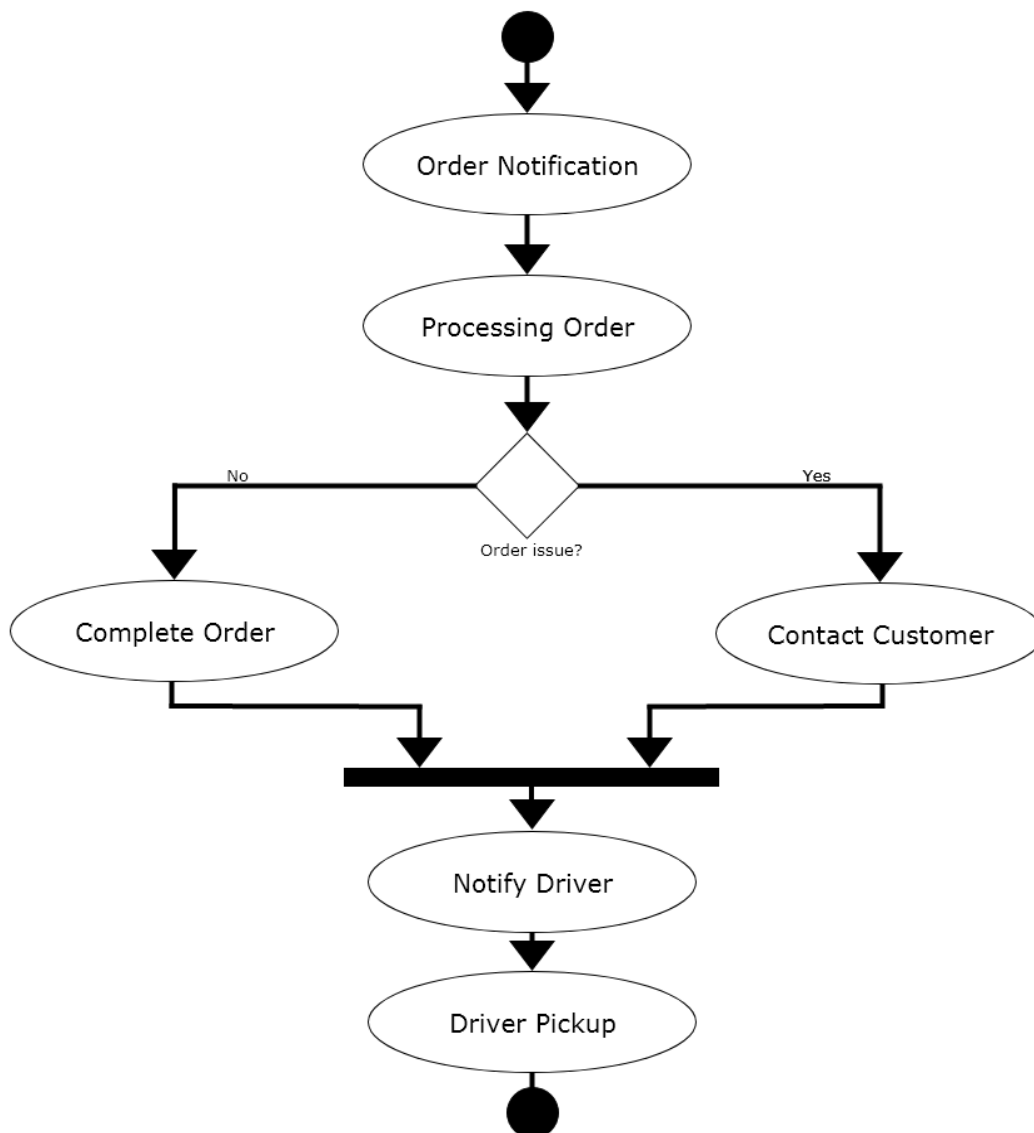 Order Notification
Processing Order
No
Yes
Order issue?
Complete Order
Contact Customer
Notify Driver
Driver Pickup